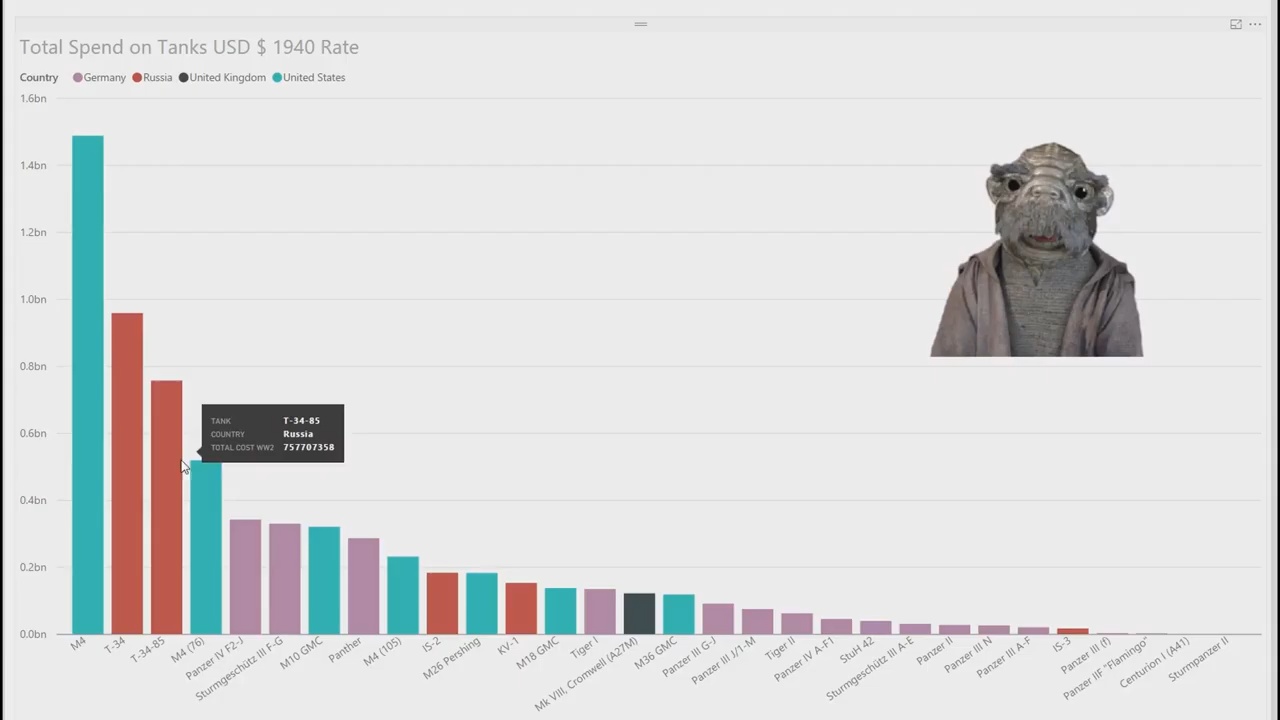 Total Spend on Tanks USD $ 1940 Rate
Country Germany Russia United Kingdom United States
1.6bn
1.4bn
1.2bn
1.0bn
0.8bn
0.6bn
0.4bn
0.2bn
0.0bn
TANK T-34-85
COUNTRY Russia
TOTAL COST WW2 757707358
M4
T-34
T-34-85
M4 (76)
Panzer IV F2-J
Sturmgeschütz III F-G
M10 GMC
Panther
M4 (105)
IS-2
M26 Pershing
KV-1
M18 GMC
Tiger I
Mk VIII, Cromwell (A27M)
M36 GMC
Panzer III G-J
Panzer III J/1-M
Tiger II
Panzer IV A-F1
StuH 42
Sturmgeschütz III A-E
Panzer II
Panzer III N
Panzer III A-F
IS-3
Panzer III (f)
Panzer IIF "Flamingo"
Centurion I (A41)
Sturmpanzer II